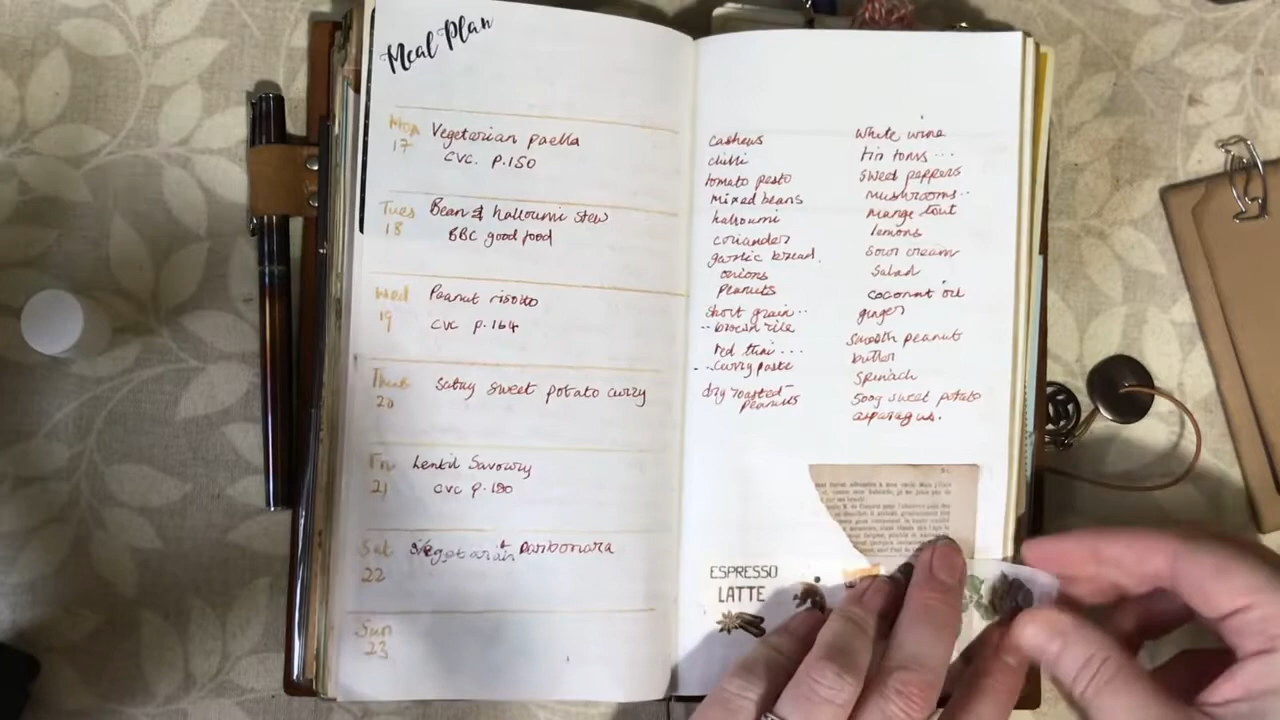 Meal Plan
Mon
17
Vegetarian paella
CVC. P.150
Tues
18
Bean & halloumi stew
BBC good food
Wed
19
Peanut risotto
CVC P.164
Thurs
20
Satay sweet potato curry
Fri
21
Lentil Savoury
CVC P.180
Sat
22
Vegetarian carbonara
Sun
23
cashews
chilli
tomato pesto
mixed beans
halloumi
coriander
garlic bread.
onions
peanuts
short grain..
--brown rice
red thai...
...curry paste
dry roasted
peanuts
white wine
tin toms...
sweet peppers
mushrooms..
mange tout
lemons
sour cream
salad
coconut oil
ginger
smooth peanut
butter
spinach
500g sweet potato
asparagus.
ESPRESSO
LATTE